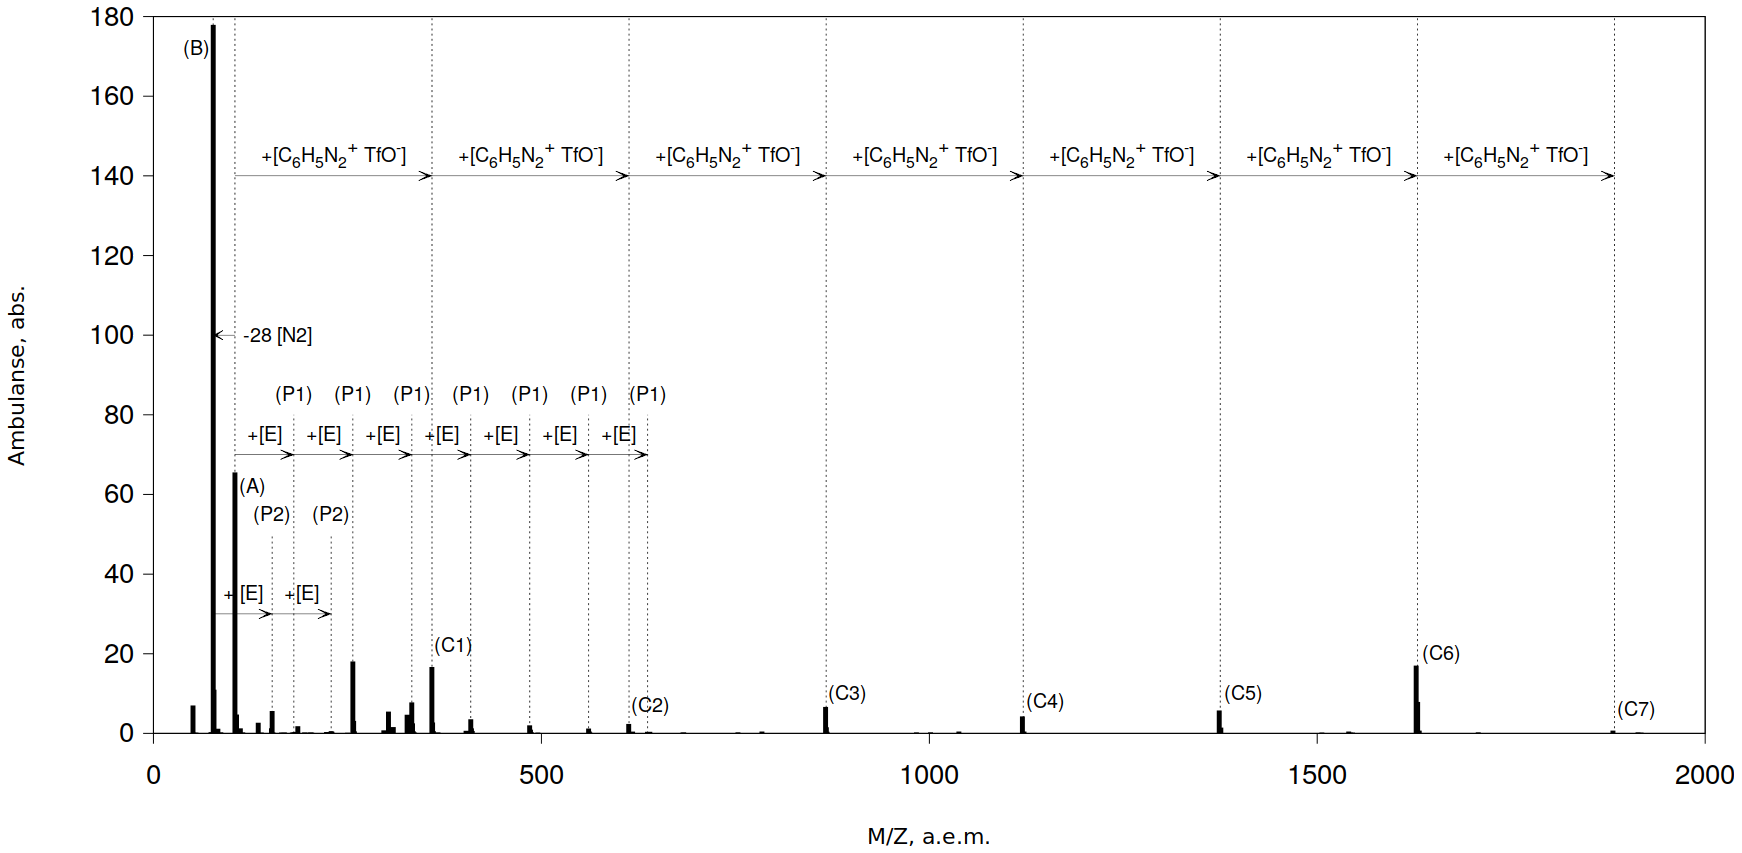 180
(B)
160
+[C₆H₅N₂⁺ TfO⁻] +[C₆H₅N₂⁺ TfO⁻] +[C₆H₅N₂⁺ TfO⁻] +[C₆H₅N₂⁺ TfO⁻] +[C₆H₅N₂⁺ TfO⁻] +[C₆H₅N₂⁺ TfO⁻] +[C₆H₅N₂⁺ TfO⁻]
140
120
100
-28 [N2]
(P1) (P1) (P1) (P1) (P1) (P1) (P1)
80
+[E] +[E] +[E] +[E] +[E] +[E] +[E]
60
(A)
(P2) (P2)
40
+ [E] +[E]
20
(C1)
(C6)
(C3)
(C5)
(C4)
(C2)
(C7)
0
0 500 1000 1500 2000
M/Z, a.e.m.
Ambulanse, abs.